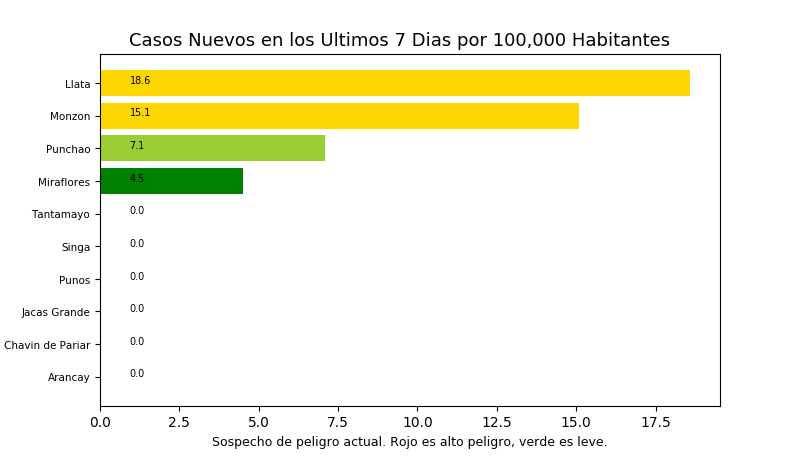 Casos Nuevos en los Ultimos 7 Dias por 100,000 Habitantes
Llata 18.6
Monzon 15.1
Punchao 7.1
Miraflores 4.5
Tantamayo 0.0
Singa 0.0
Punos 0.0
Jacas Grande 0.0
Chavin de Pariar 0.0
Arancay 0.0
0.0 2.5 5.0 7.5 10.0 12.5 15.0 17.5
Sospecho de peligro actual. Rojo es alto peligro, verde es leve.